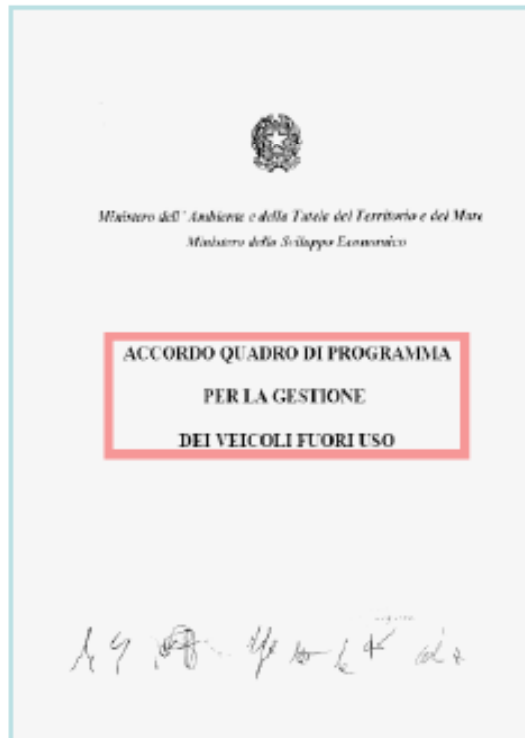 Ministero dell'Ambiente e della Tutela del Territorio e del Mare
Ministero dello Sviluppo Economico
ACCORDO QUADRO DI PROGRAMMA
PER LA GESTIONE
DEI VEICOLI FUORI USO